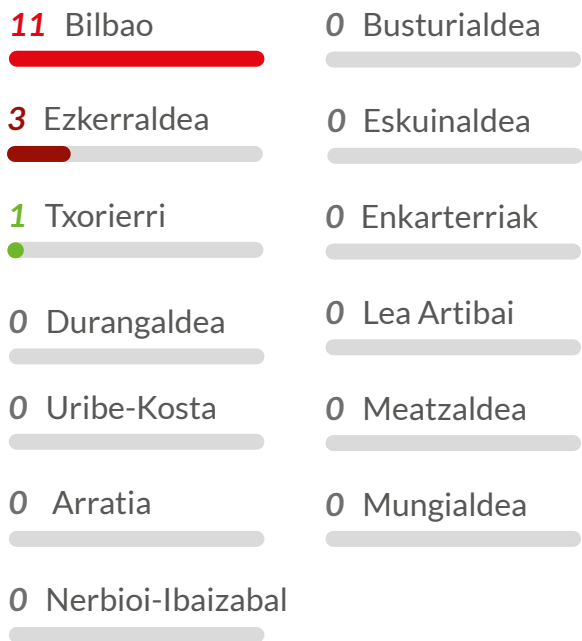 11 Bilbao
3 Ezkerraldea
1 Txorierri
0 Durangaldea
0 Uribe-Kosta
0 Arratia
0 Nerbioi-Ibaizabal
0 Busturialdea
0 Eskuinaldea
0 Enkarterriak
0 Lea Artibai
0 Meatzaldea
0 Mungialdea